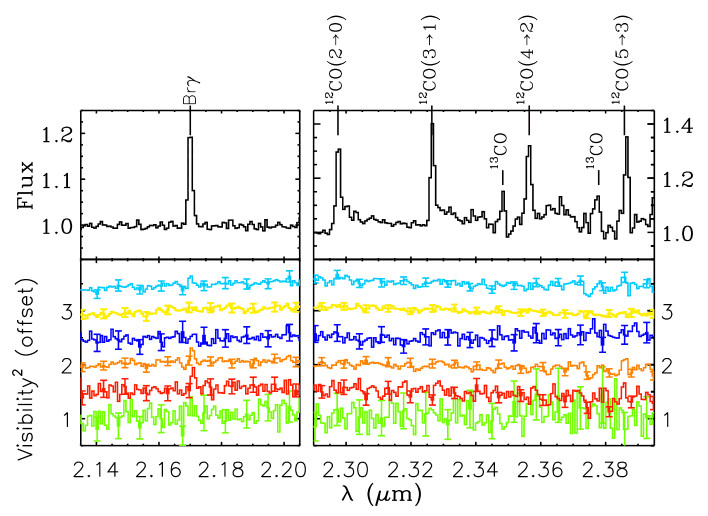 Brγ
¹²CO(2→0)
¹²CO(3→1)
¹²CO(4→2)
¹²CO(5→3)
¹³CO
¹³CO
Flux
1.2
1.1
1.0
1.4
1.2
1.0
Visibility² (offset)
3
2
1
3
2
1
2.14 2.16 2.18 2.20 2.30 2.32 2.34 2.36 2.38
λ (μm)